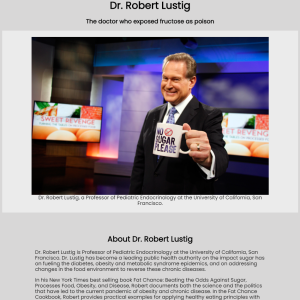 Dr. Robert Lustig
The doctor who exposed fructose as poison
SWEET REVENGE
SWEET REVENGE
NO
SUGAR
PLEASE
Dr. Robert Lustig, a Professor of Pediatric Endocrinology at the University of California, San
Francisco.
About Dr. Robert Lustig
Dr. Robert Lustig is Professor of Pediatric Endocrinology at the University of California, San
Francisco. Dr. Lustig has become a leading public health authority on the impact sugar has
on fueling the diabetes, obesity and metabolic syndrome epidemics, and on addressing
changes in the food environment to reverse these chronic diseases.
In his New York Times best selling book Fat Chance: Beating the Odds Against Sugar,
Processed Food, Obesity, and Disease, Robert documents both the science and the politics
that have led to the current pandemic of obesity and chronic disease. In the Fat Chance
Cookbook, Robert provides practical examples for applying healthy eating principles with